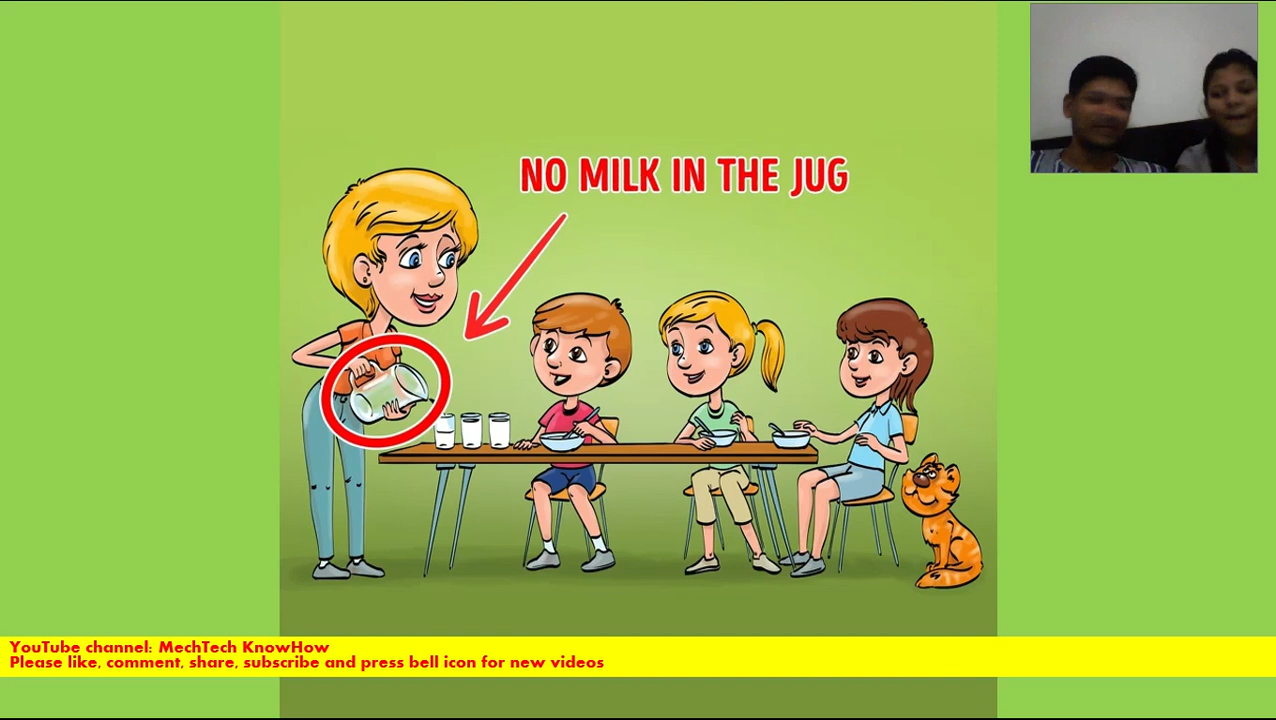 NO MILK IN THE JUG
YouTube channel: MechTech KnowHow
Please like, comment, share, subscribe and press bell icon for new videos